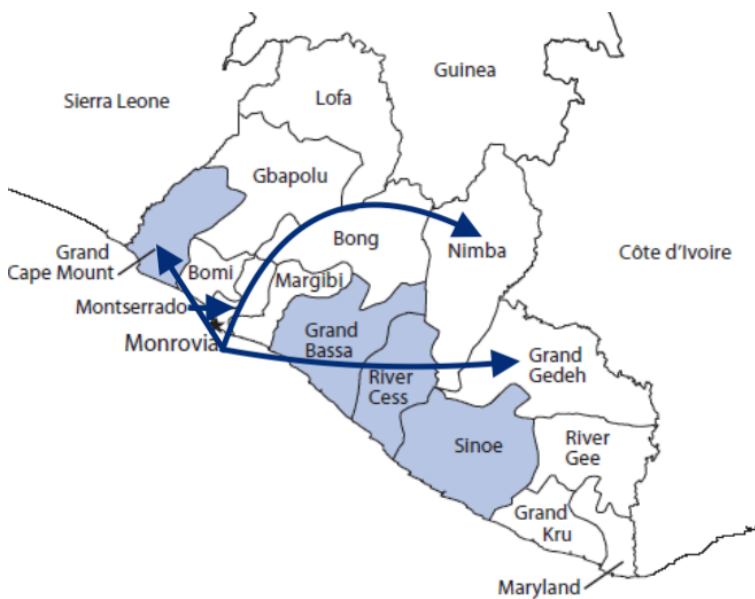 Guinea
Sierra Leone
Lofa
Gbapolu
Bong
Nimba
Côte d'Ivoire
Grand
Cape Mount
Bomi
Margibi
Montserrado
Monrovia
Grand
Bassa
River
Cess
Grand
Gedeh
Sinoe
River
Gee
Grand
Kru
Maryland